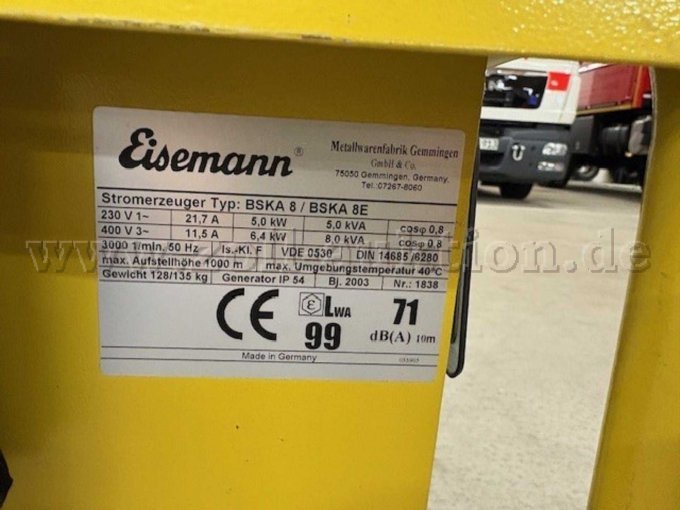 Eisemann®
Metallwarenfabrik Gemmingen
GmbH & Co.
75050 Gemmingen, Germany,
Tel.:07267-8060
Stromerzeuger Typ: BSKA 8 / BSKA 8E
230 V 1~ 21,7 A 5,0 kW 5,0 kVA cosφ 0,8
400 V 3~ 11,5 A 6,4 kW 8,0 kVA cosφ 0,8
3000 1/min, 50 Hz Is.-Kl. F VDE 0530 DIN 14685 /6280
max. Aufstellhöhe 1000 m max. Umgebungstemperatur 40°C
Gewicht 128/135 kg Generator IP 54 Bj. 2003 Nr.: 1838
CE LWA 71
99 dB(A) 10m
Made in Germany